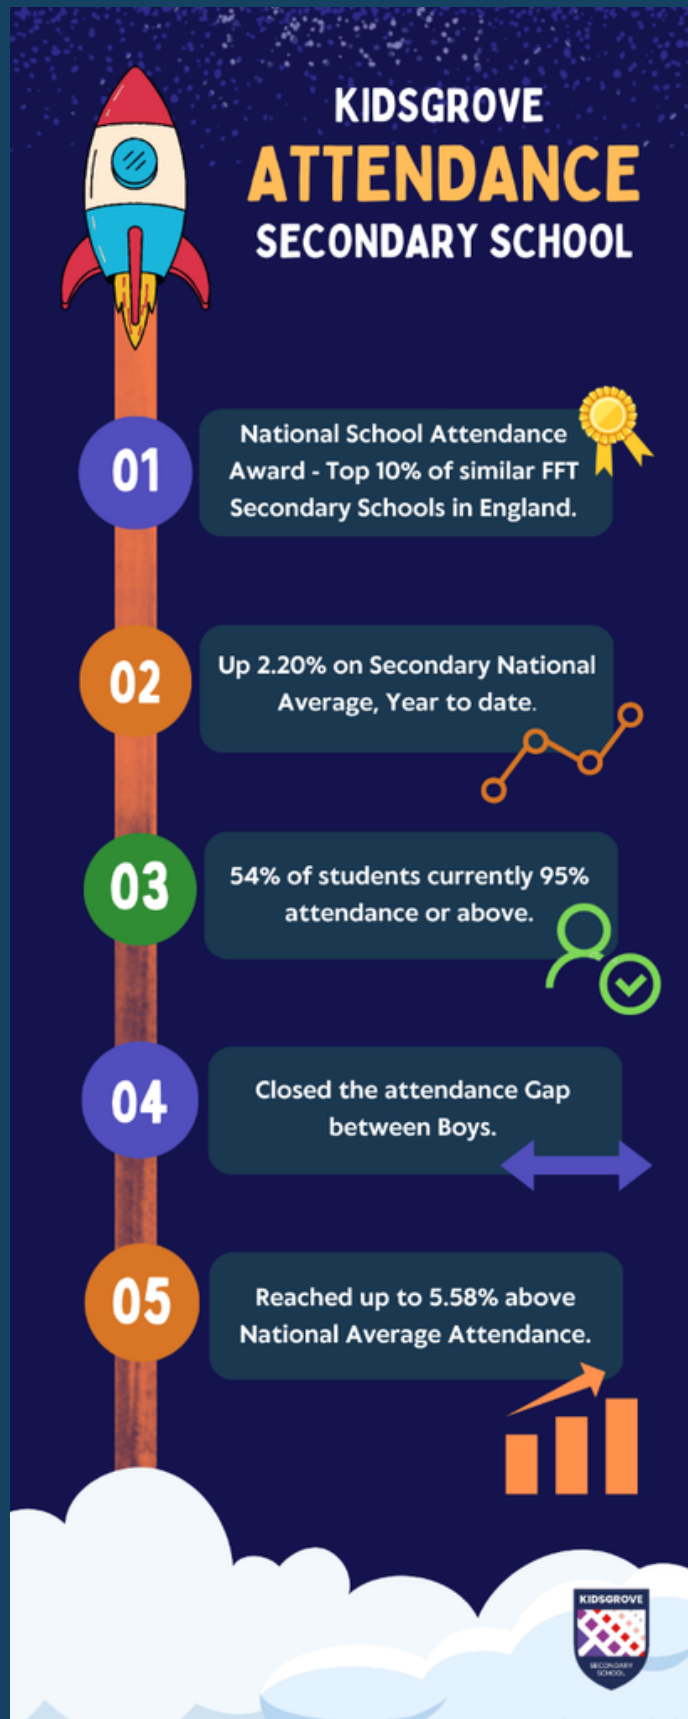 KIDSGROVE
ATTENDANCE
SECONDARY SCHOOL
01
National School Attendance
Award - Top 10% of similar FFT
Secondary Schools in England.
02
Up 2.20% on Secondary National
Average, Year to date.
03
54% of students currently 95%
attendance or above.
04
Closed the attendance Gap
between Boys.
05
Reached up to 5.58% above
National Average Attendance.
KIDSGROVE
SECONDARY
SCHOOL